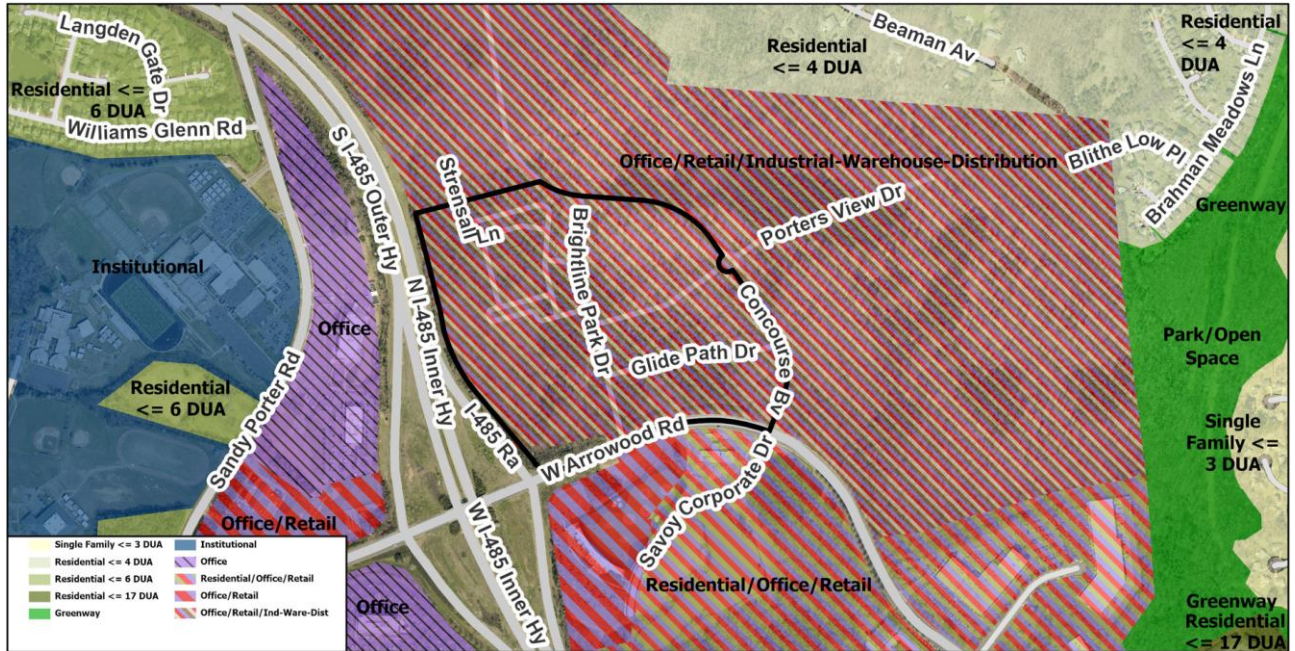 Langden
Gate Dr
Residential <=
6 DUA
Williams Glenn Rd
S I-485 Outer Hy
N I-485 Inner Hy
I-485 Ra
W I-485 Inner Hy
Institutional
Office
Residential
<= 6 DUA
Sandy Porter Rd
Office/Retail
Office
Strensall
Ln
Brightline Park Dr
Glide Path Dr
Concourse Bv
Porters View Dr
W Arrowood Rd
Savoy Corporate Dr
Residential/Office/Retail
Office/Retail/Industrial-Warehouse-Distribution
Residential
<= 4 DUA
Beaman Av
Residential
<= 4
DUA
Blithe Low Pl
Brahman Meadows Ln
Greenway
Park/Open
Space
Single
Family <=
3 DUA
Greenway
Residential
<= 17 DUA
Single Family <= 3 DUA
Residential <= 4 DUA
Residential <= 6 DUA
Residential <= 17 DUA
Greenway
Institutional
Office
Residential/Office/Retail
Office/Retail
Office/Retail/Ind-Ware-Dist